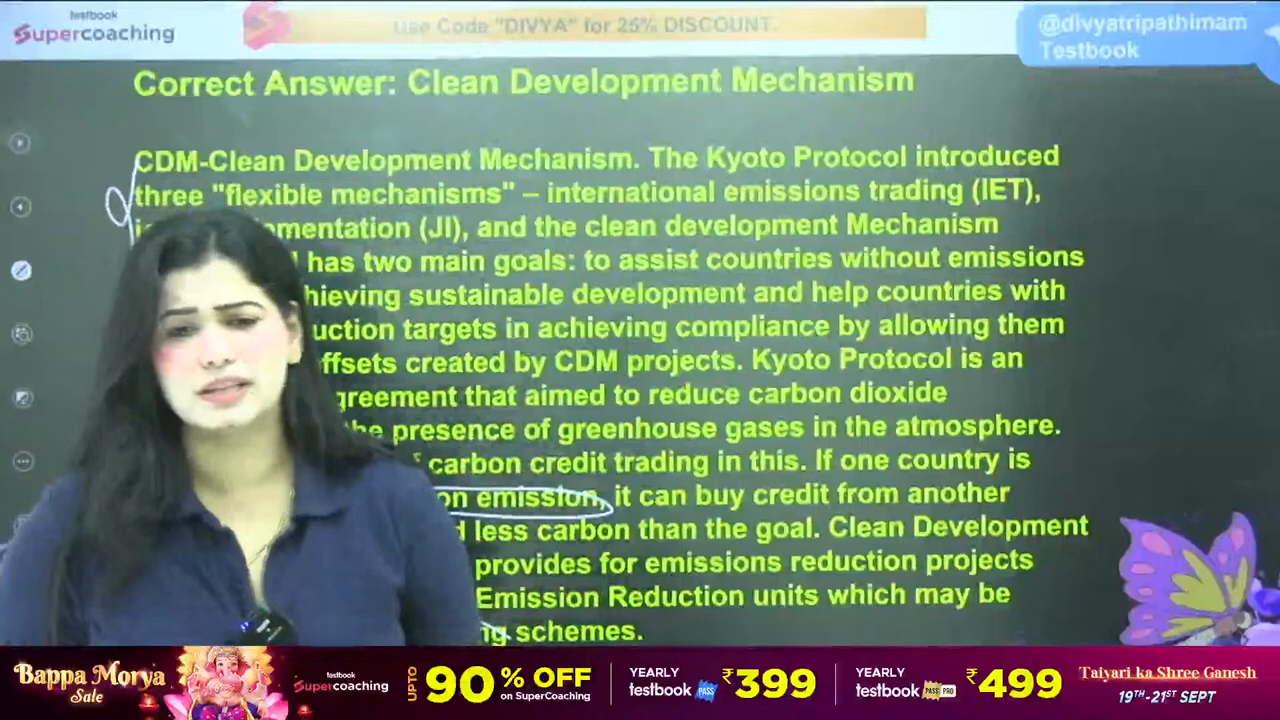 testbook
Supercoaching
Use Code "DIVYA" for 25% DISCOUNT.
@divyatripathimam
Testbook
Correct Answer: Clean Development Mechanism
CDM-Clean Development Mechanism. The Kyoto Protocol introduced
three "flexible mechanisms" – international emissions trading (IET),
(JI), and the clean development Mechanism
has two main goals: to assist countries without emissions
sustainable development and help countries with
targets in achieving compliance by allowing them
created by CDM projects. Kyoto Protocol is an
that aimed to reduce carbon dioxide
presence of greenhouse gases in the atmosphere.
carbon credit trading in this. If one country is
emission, it can buy credit from another
less carbon than the goal. Clean Development
provides for emissions reduction projects
Emission Reduction units which may be
schemes.
Bappa Morya
Sale
testbook
Supercoaching
UPTO 90% OFF
on SuperCoaching
YEARLY
testbook PASS
₹399
YEARLY
testbook PASS PRO
₹499
Taiyari ka Shree Ganesh
19TH-21ST SEPT